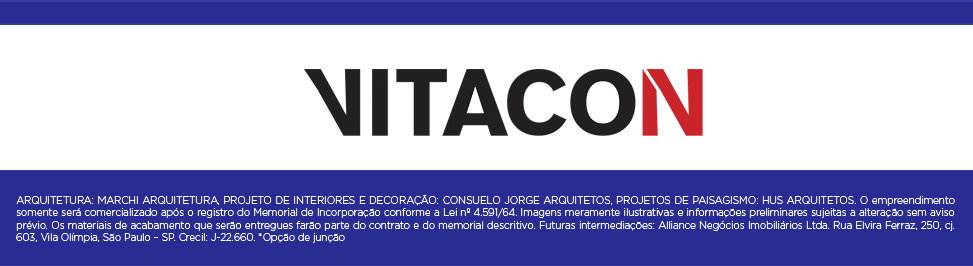 VITACON
ARQUITETURA: MARCHI ARQUITETURA, PROJETO DE INTERIORES E DECORAÇÃO: CONSUELO JORGE ARQUITETOS, PROJETOS DE PAISAGISMO: HUS ARQUITETOS. O empreendimento
somente será comercializado após o registro do Memorial de Incorporação conforme a Lei nº 4.591/64. Imagens meramente ilustrativas e informações preliminares sujeitas a alteração sem aviso
prévio. Os materiais de acabamento que serão entregues farão parte do contrato e do memorial descritivo. Futuras intermediações: Alliance Negócios Imobiliários Ltda. Rua Elvira Ferraz, 250, cj.
603, Vila Olímpia, São Paulo – SP. Crecil: J-22.660. *Opção de junção